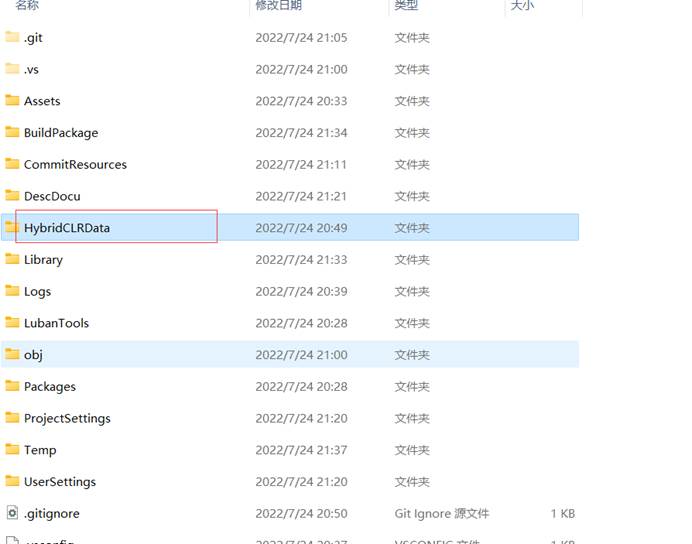 名称 修改日期 类型 大小
.git 2022/7/24 21:05 文件夹
.vs 2022/7/24 21:00 文件夹
Assets 2022/7/24 20:33 文件夹
BuildPackage 2022/7/24 21:34 文件夹
CommitResources 2022/7/24 21:11 文件夹
DescDocu 2022/7/24 21:21 文件夹
HybridCLRData 2022/7/24 20:49 文件夹
Library 2022/7/24 21:33 文件夹
Logs 2022/7/24 20:39 文件夹
LubanTools 2022/7/24 20:28 文件夹
obj 2022/7/24 21:00 文件夹
Packages 2022/7/24 20:28 文件夹
ProjectSettings 2022/7/24 21:20 文件夹
Temp 2022/7/24 21:37 文件夹
UserSettings 2022/7/24 21:20 文件夹
.gitignore 2022/7/24 20:50 Git Ignore 源文件 1 KB
.vsconfig 2022/7/24 20:27 VSCONFIG 文件 1 KB